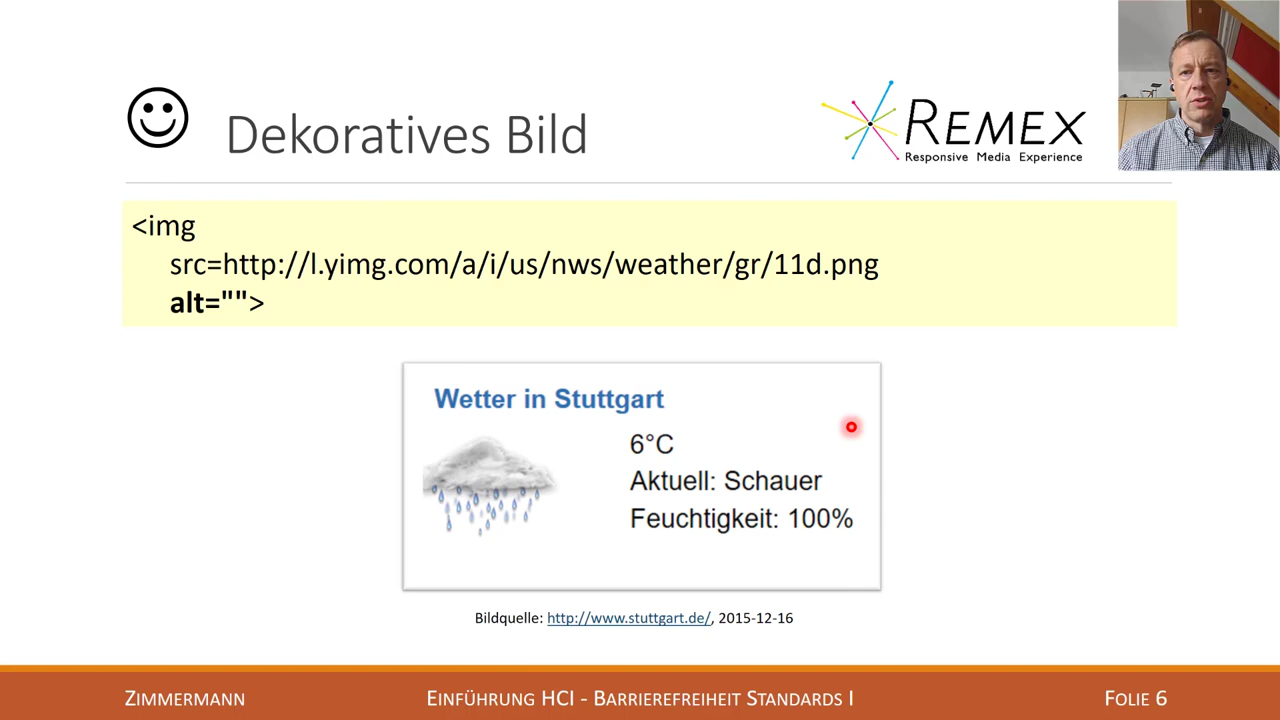 Dekoratives Bild
REMEX
Responsive Media Experience
<img
src=http://l.yimg.com/a/i/us/nws/weather/gr/11d.png
alt="">
Wetter in Stuttgart
6°C
Aktuell: Schauer
Feuchtigkeit: 100%
Bildquelle: http://www.stuttgart.de/, 2015-12-16
ZIMMERMANN
EINFÜHRUNG HCI - BARRIEREFREIHEIT STANDARDS I
FOLIE 6